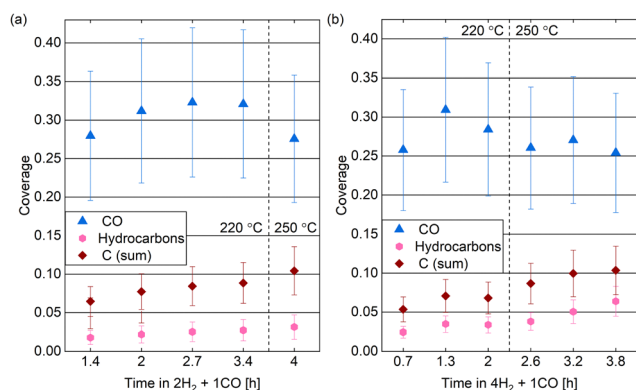 (a)
0.40
0.35
0.30
0.25
0.20
0.15
0.10
0.05
0.00
Coverage
CO
Hydrocarbons
C (sum)
220 °C 250 °C
1.4 2 2.7 3.4 4
Time in 2H₂ + 1CO [h]
(b)
220 °C 250 °C
0.40
0.35
0.30
0.25
0.20
0.15
0.10
0.05
0.00
Coverage
CO
Hydrocarbons
C (sum)
0.7 1.3 2 2.6 3.2 3.8
Time in 4H₂ + 1CO [h]